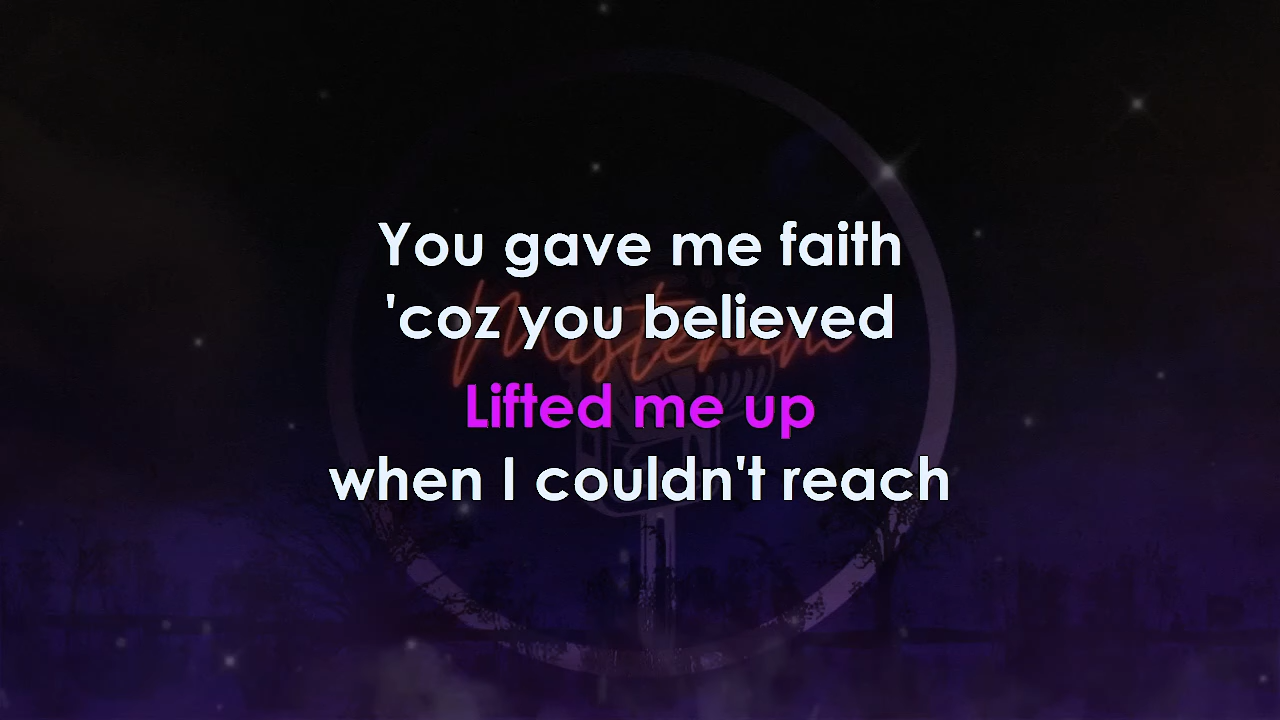 You gave me faith
'coz you believed
Lifted me up
when I couldn't reach